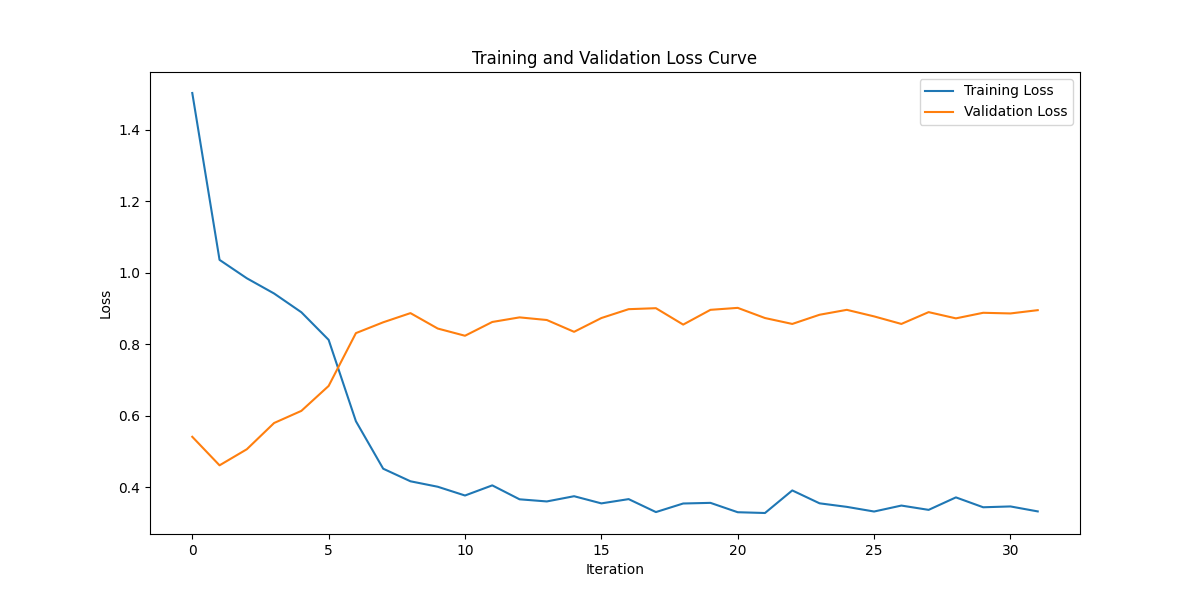 Training and Validation Loss Curve
Training Loss
Validation Loss
1.4
1.2
1.0
0.8
0.6
0.4
Loss
0 5 10 15 20 25 30
Iteration